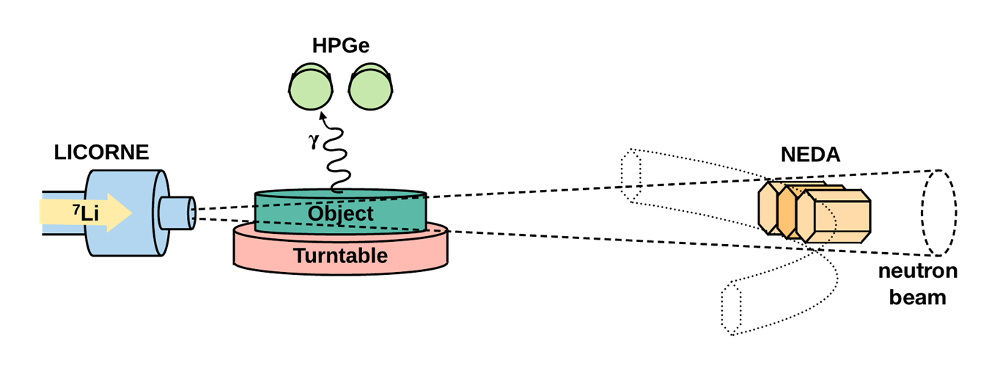 HPGe
γ
LICORNE
⁷Li
Object
Turntable
NEDA
neutron
beam